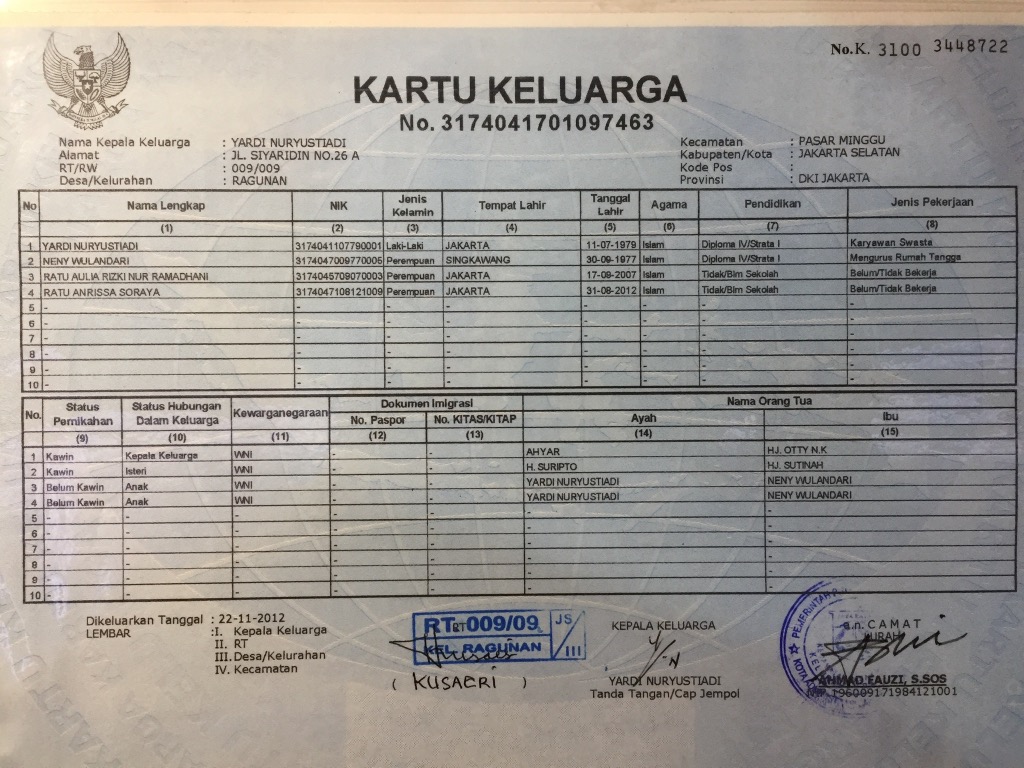 No.K. 3100 3448722
KARTU KELUARGA
No. 3174041701097463
Nama Kepala Keluarga : YARDI NURYUSTIADI
Alamat : JL. SIYARIDIN NO.26 A
RT/RW : 009/009
Desa/Kelurahan : RAGUNAN
Kecamatan : PASAR MINGGU
Kabupaten/Kota : JAKARTA SELATAN
Kode Pos :
Provinsi : DKI JAKARTA
No Nama Lengkap NIK Jenis Kelamin Tempat Lahir Tanggal Lahir Agama Pendidikan Jenis Pekerjaan
(1) (2) (3) (4) (5) (6) (7) (8)
1 YARDI NURYUSTIADI 3174041107790001 Laki-Laki JAKARTA 11-07-1979 Islam Diploma IV/Strata I Karyawan Swasta
2 NENY WULANDARI 3174047009770005 Perempuan SINGKAWANG 30-09-1977 Islam Diploma IV/Strata I Mengurus Rumah Tangga
3 RATU AULIA RIZKI NUR RAMADHANI 3174045709070003 Perempuan JAKARTA 17-09-2007 Islam Tidak/Blm Sekolah Belum/Tidak Bekerja
4 RATU ANRISSA SORAYA 3174047108121009 Perempuan JAKARTA 31-08-2012 Islam Tidak/Blm Sekolah Belum/Tidak Bekerja
5 - - - - - - - -
6 - - - - - - - -
7 - - - - - - - -
8 - - - - - - - -
9 - - - - - - - -
10 - - - - - - - -
No. Status Pernikahan Status Hubungan Dalam Keluarga Kewarganegaraan Dokumen Imigrasi Nama Orang Tua
No. Paspor No. KITAS/KITAP Ayah Ibu
(9) (10) (11) (12) (13) (14) (15)
1 Kawin Kepala Keluarga WNI - - AHYAR HJ. OTTY N.K
2 Kawin Isteri WNI - - H. SURIPTO HJ. SUTINAH
3 Belum Kawin Anak WNI - - YARDI NURYUSTIADI NENY WULANDARI
4 Belum Kawin Anak WNI - - YARDI NURYUSTIADI NENY WULANDARI
5 - - - - - - -
6 - - - - - - -
7 - - - - - - -
8 - - - - - - -
9 - - - - - - -
10 - - - - - - -
Dikeluarkan Tanggal : 22-11-2012
LEMBAR : I. Kepala Keluarga
II. RT
III. Desa/Kelurahan
IV. Kecamatan
RT 009/09 JS/III
KEL. RAGUNAN
( KUSAERI )
KEPALA KELUARGA
YARDI NURYUSTIADI
Tanda Tangan/Cap Jempol
a.n. CAMAT
LURAH
AHMAD FAUZI, S.SOS
NIP. 196009171984121001